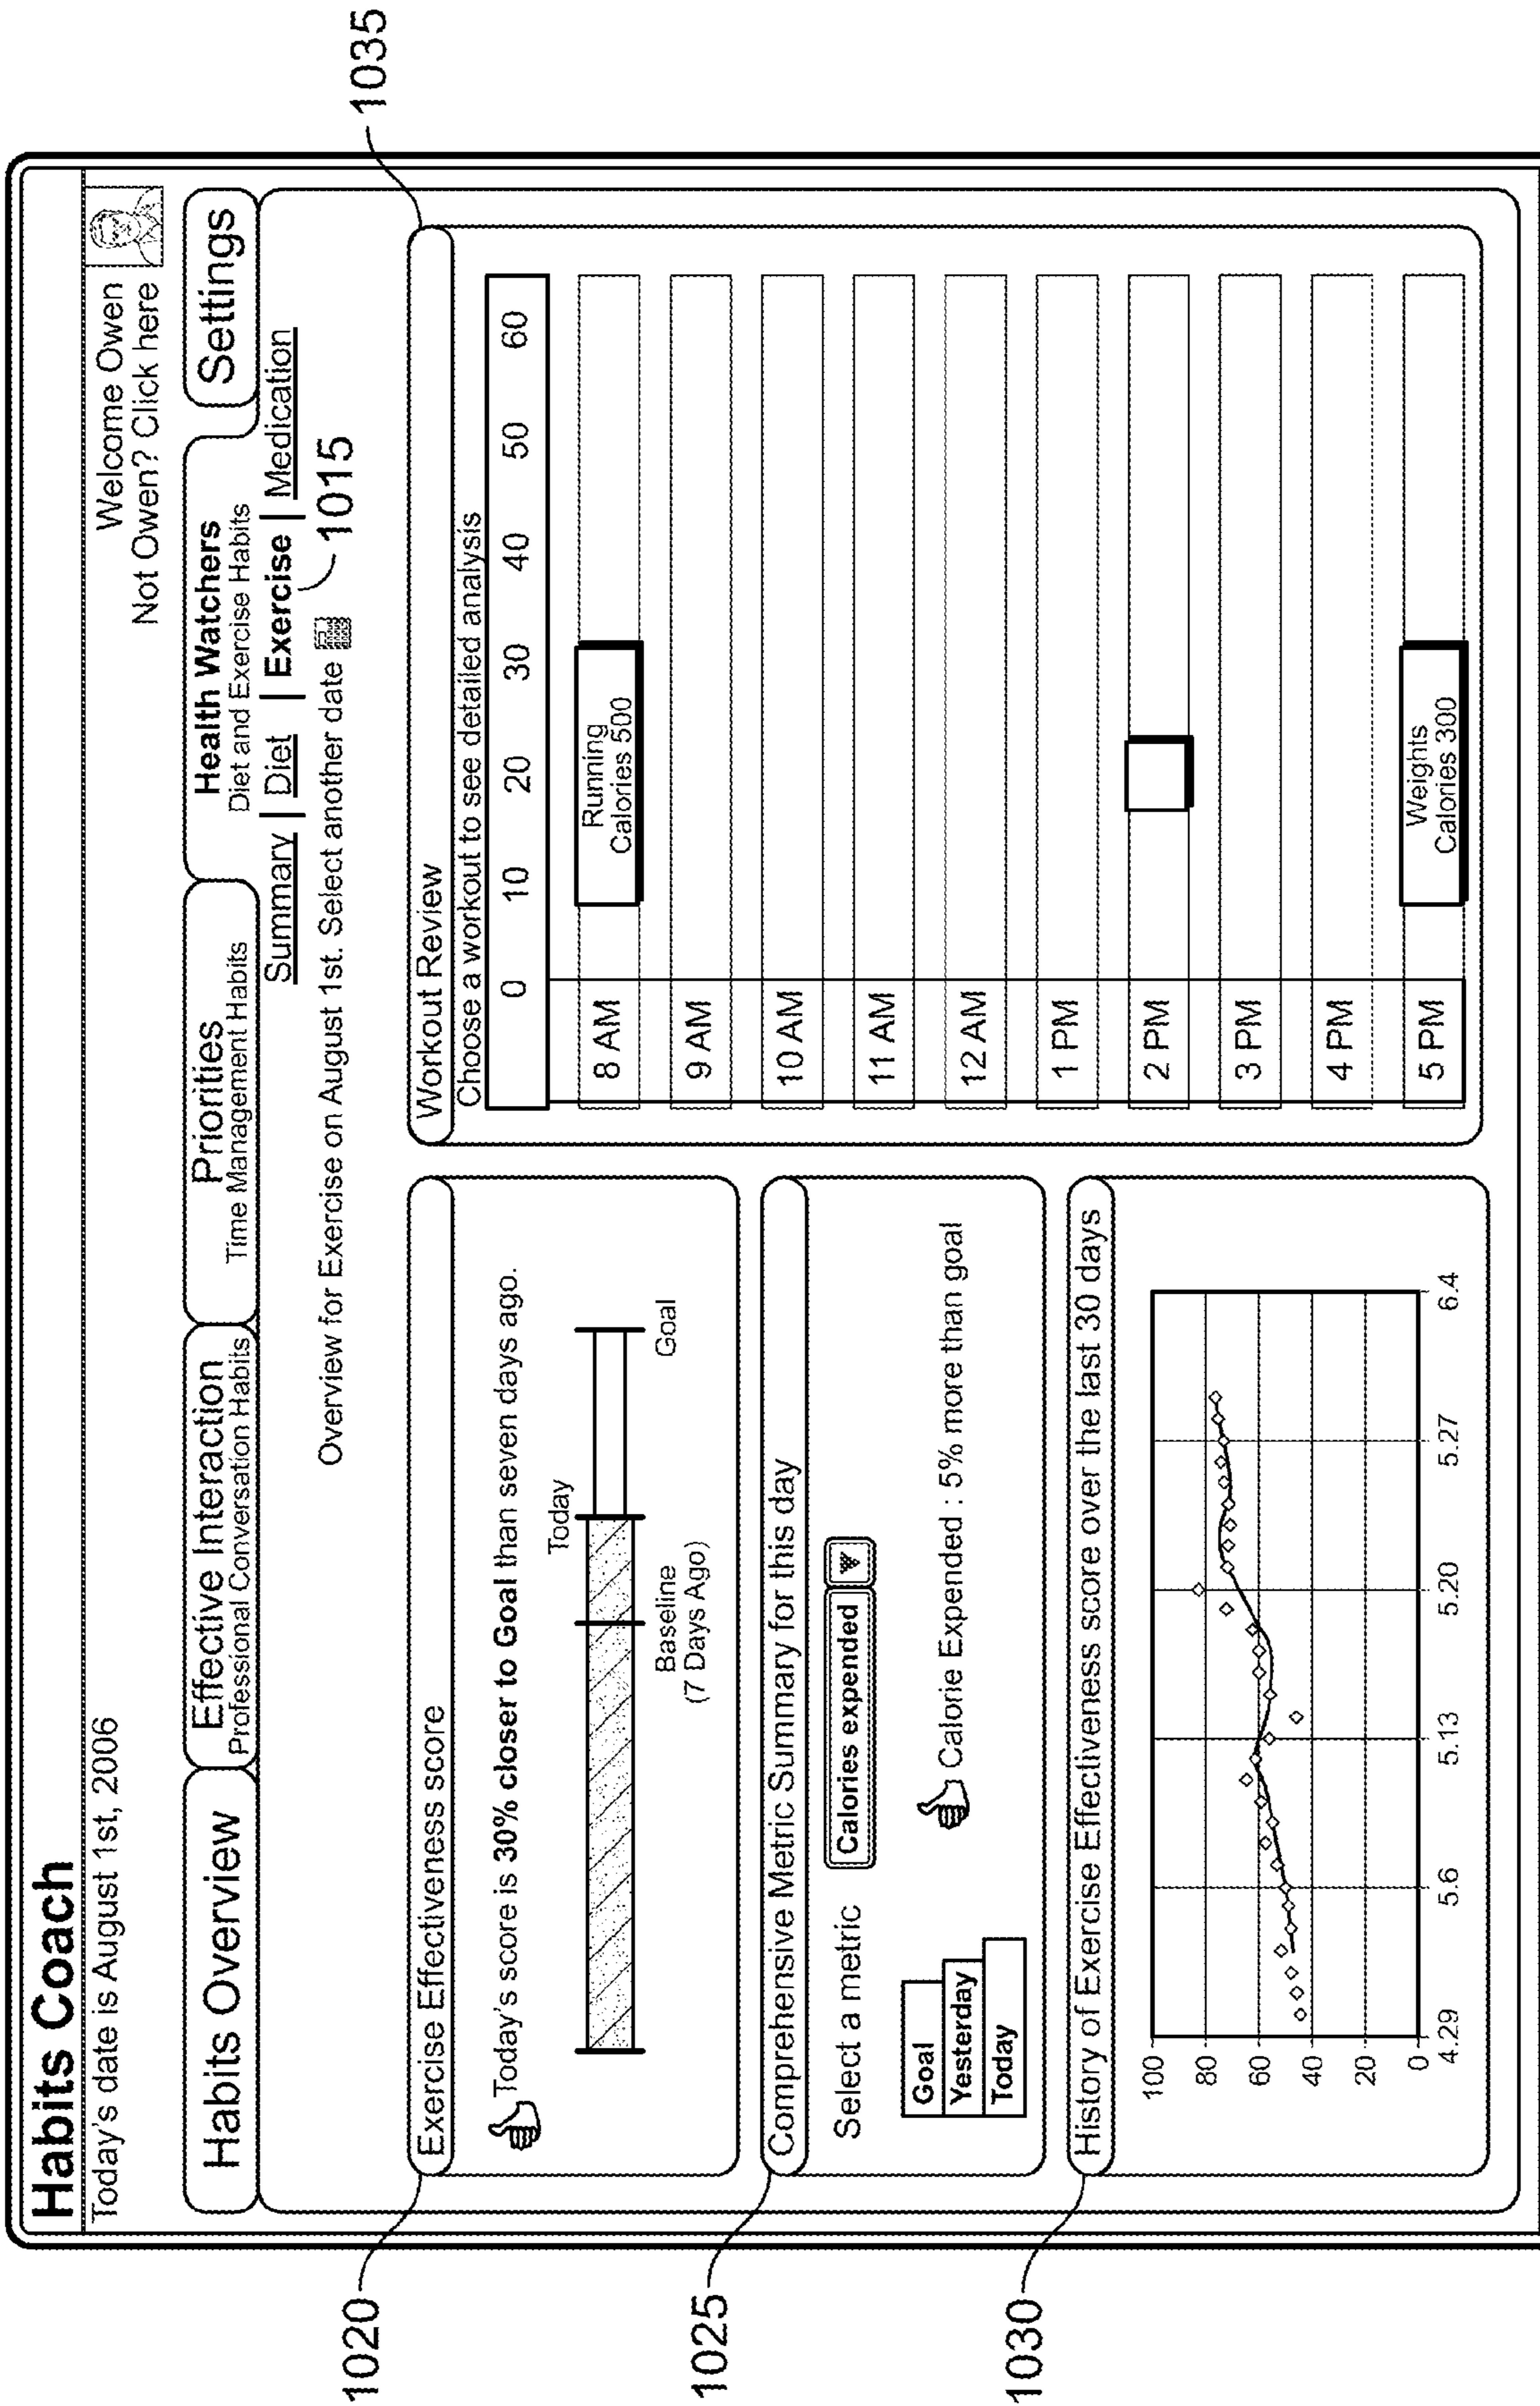 Habits Coach
Today's date is August 1st, 2006
Welcome Owen
Not Owen? Click here
Habits Overview
Effective Interaction
Professional Conversation Habits
Priorities
Time Management Habits
Health Watchers
Diet and Exercise Habits
Settings
Summary | Diet | Exercise | Medication
Overview for Exercise on August 1st. Select another date
1015
1020
Exercise Effectiveness score
Today's score is 30% closer to Goal than seven days ago.
Today
Baseline
(7 Days Ago)
Goal
1025
Comprehensive Metric Summary for this day
Select a metric
Calories expended
Goal
Yesterday
Today
Calorie Expended : 5% more than goal
1030
History of Exercise Effectiveness score over the last 30 days
100
80
60
40
20
0
4.29 5.6 5.13 5.20 5.27 6.4
1035
Workout Review
Choose a workout to see detailed analysis
0 10 20 30 40 50 60
8 AM
Running
Calories 500
9 AM
10 AM
11 AM
12 AM
1 PM
2 PM
3 PM
4 PM
5 PM
Weights
Calories 300